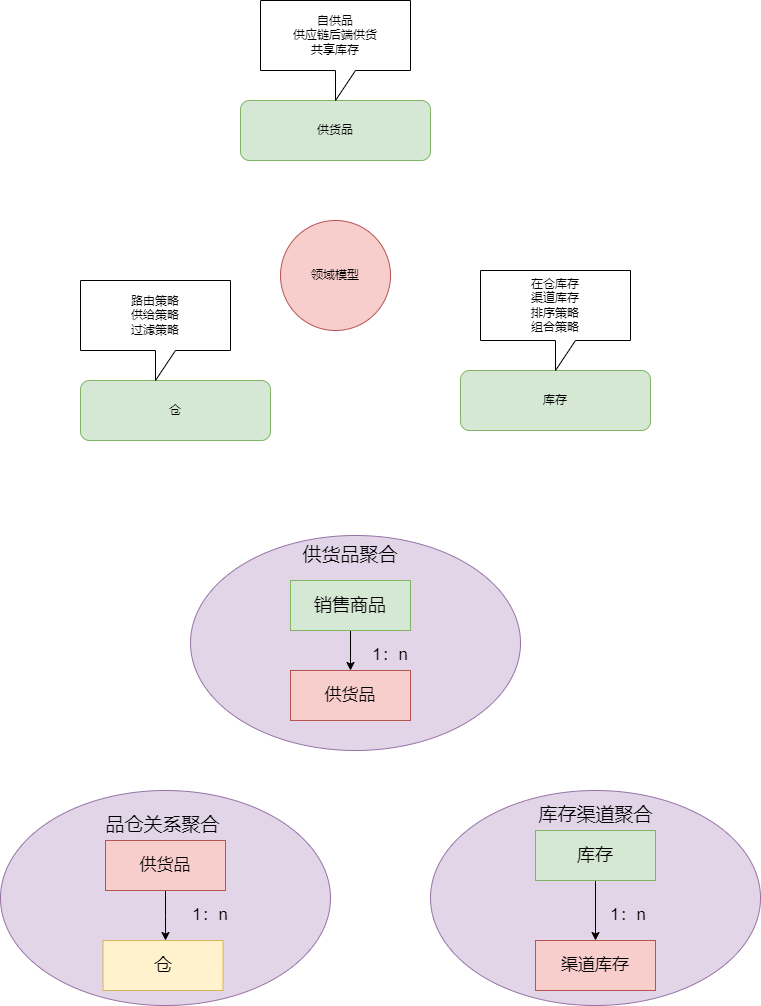 自供品
供应链后端供货
共享库存
供货品
领域模型
路由策略
供给策略
过滤策略
仓
在仓库存
渠道库存
排序策略
组合策略
库存
供货品聚合
销售商品
1：n
供货品
品仓关系聚合
供货品
1：n
仓
库存渠道聚合
库存
1：n
渠道库存